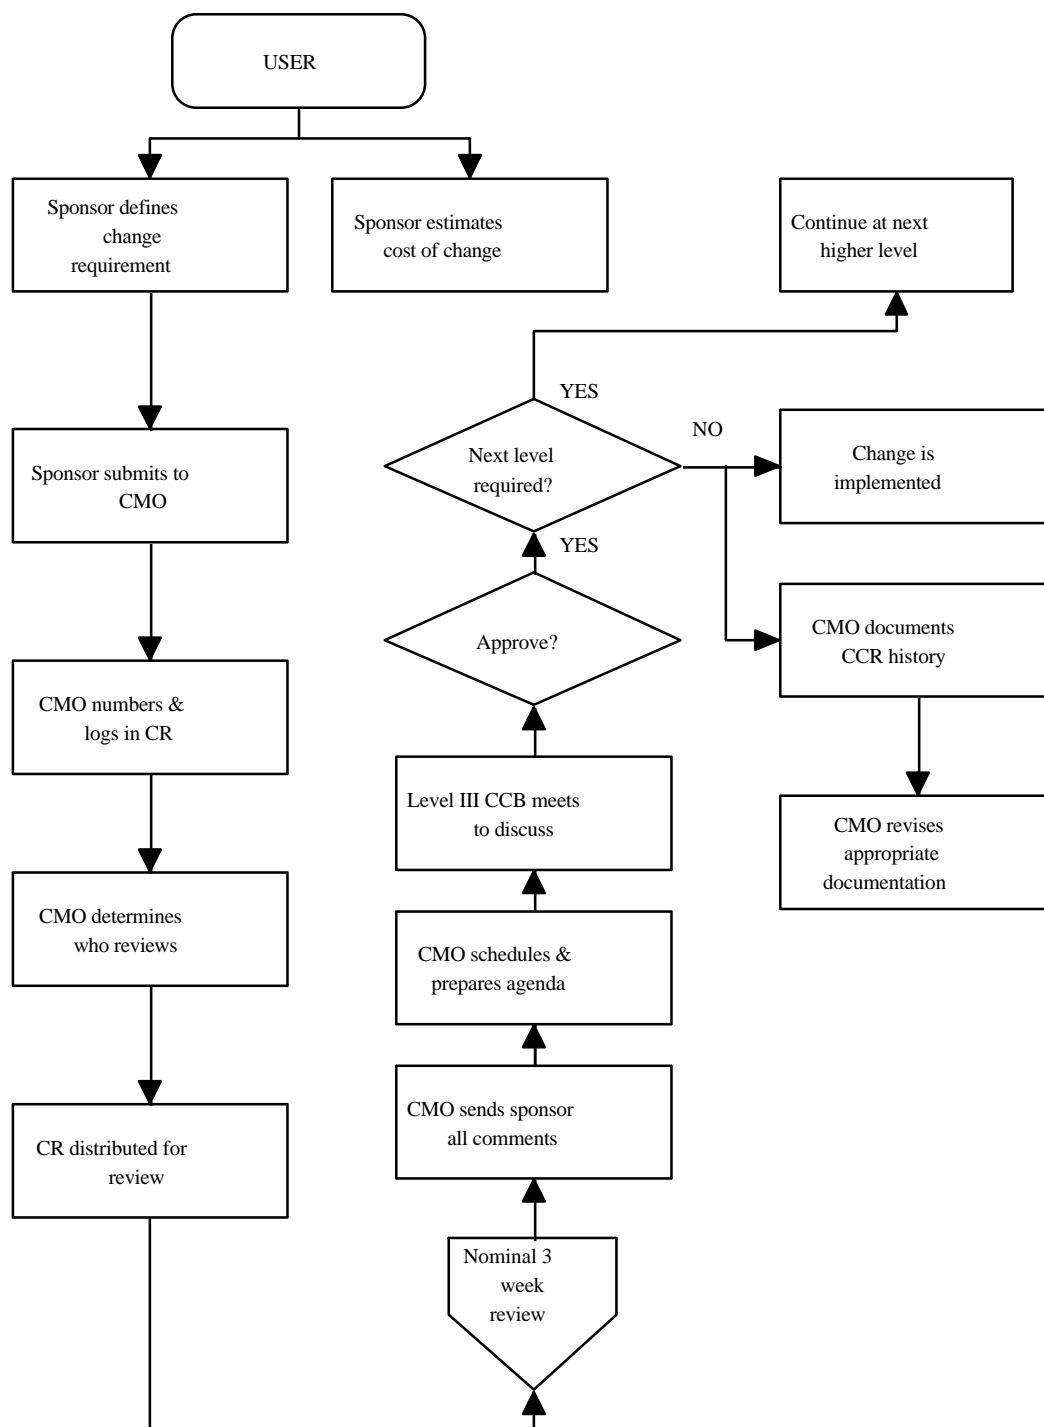 USER
Sponsor defines
change
requirement
Sponsor estimates
cost of change
Continue at next
higher level
YES
Sponsor submits to
CMO
Next level
required?
NO
Change is
implemented
YES
Approve?
CMO documents
CCR history
CMO numbers &
logs in CR
Level III CCB meets
to discuss
CMO revises
appropriate
documentation
CMO determines
who reviews
CMO schedules &
prepares agenda
CR distributed for
review
CMO sends sponsor
all comments
Nominal 3
week
review